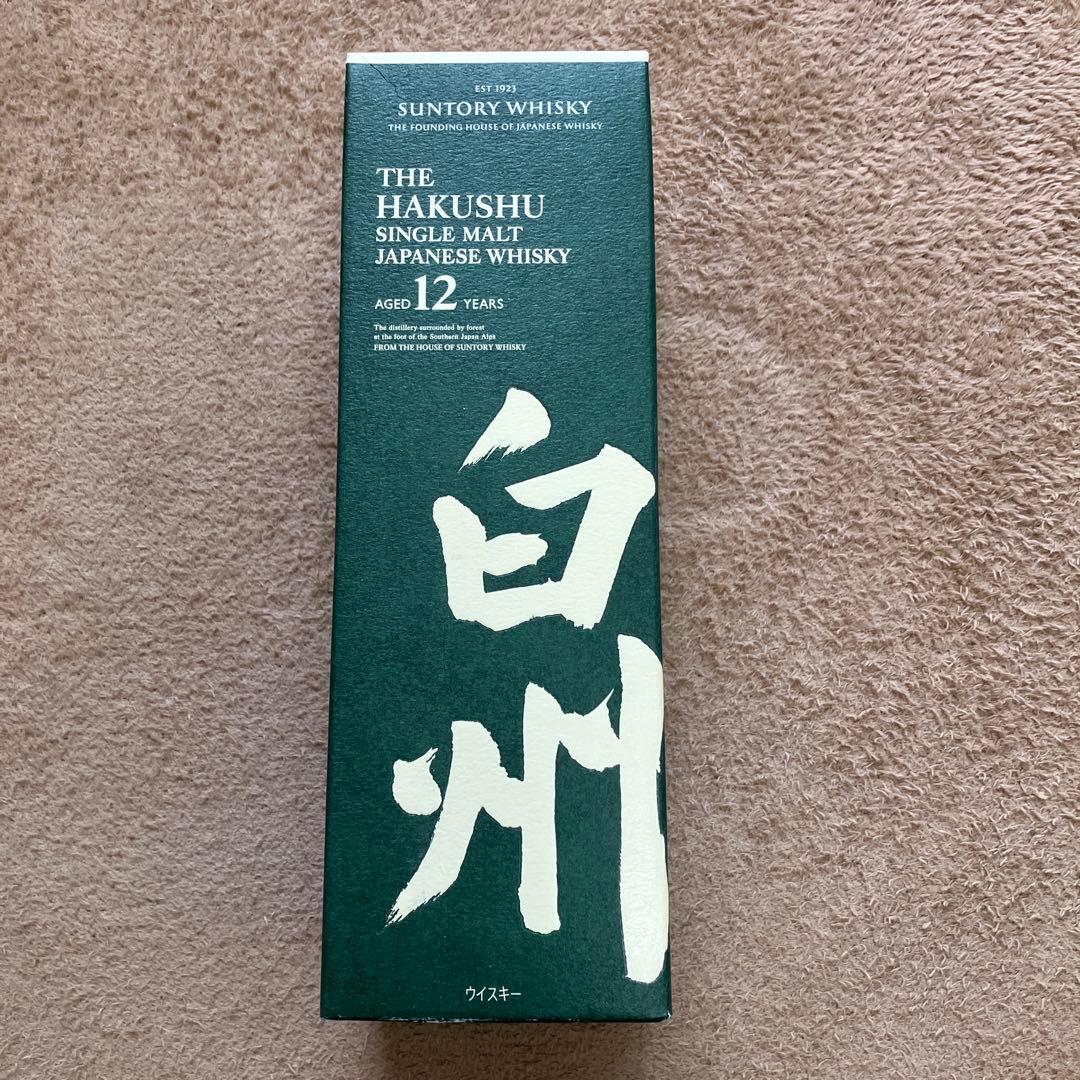 EST 1923
SUNTORY WHISKY
THE FOUNDING HOUSE OF JAPANESE WHISKY
THE
HAKUSHU
SINGLE MALT
JAPANESE WHISKY
AGED 12 YEARS
The distillery surrounded by forest
at the foot of the Southern Japan Alps
FROM THE HOUSE OF SUNTORY WHISKY
白
州
ウイスキー